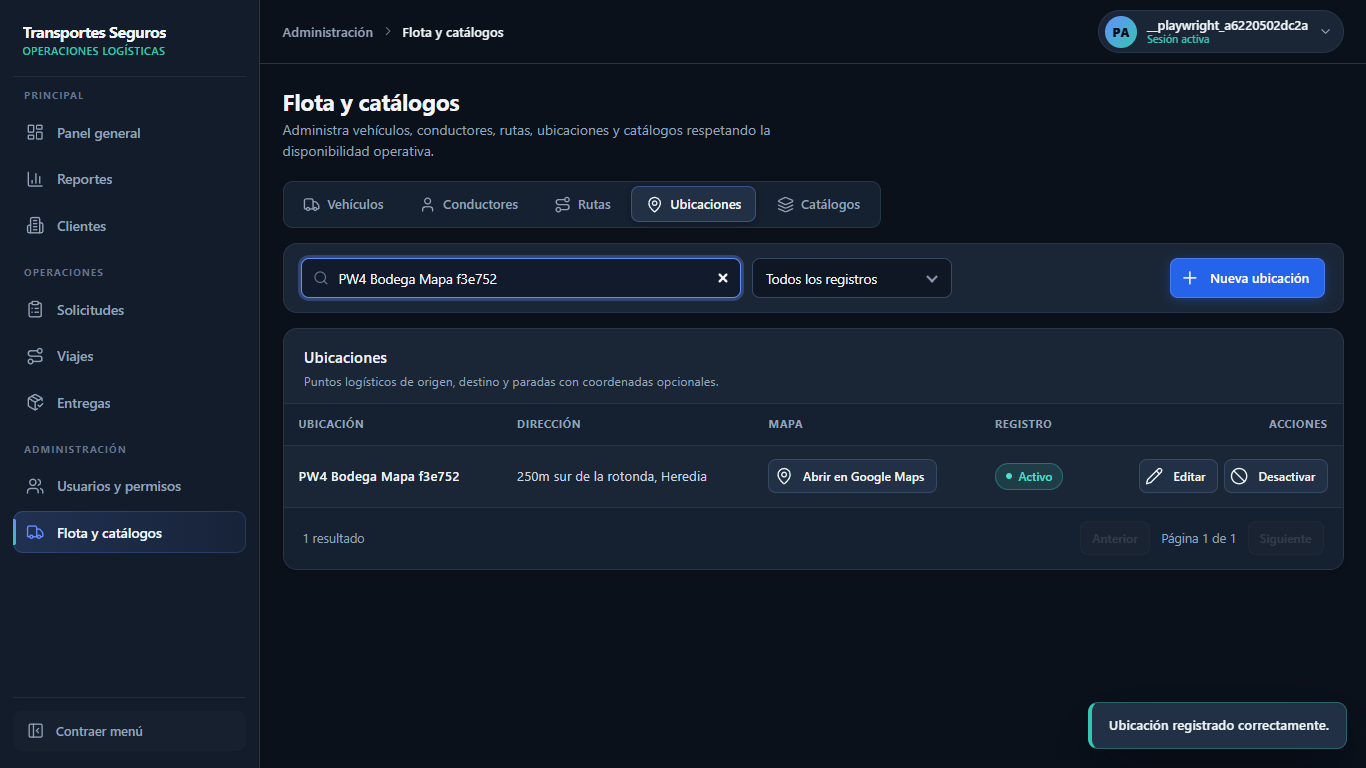 Transportes Seguros
OPERACIONES LOGÍSTICAS
PRINCIPAL
Panel general
Reportes
Clientes
OPERACIONES
Solicitudes
Viajes
Entregas
ADMINISTRACIÓN
Usuarios y permisos
Flota y catálogos
Contraer menú
Administración > Flota y catálogos
PA
__playwright_a6220502dc2a
Sesión activa
Flota y catálogos
Administra vehículos, conductores, rutas, ubicaciones y catálogos respetando la
disponibilidad operativa.
Vehículos Conductores Rutas Ubicaciones Catálogos
PW4 Bodega Mapa f3e752
Todos los registros
Nueva ubicación
Ubicaciones
Puntos logísticos de origen, destino y paradas con coordenadas opcionales.
UBICACIÓN DIRECCIÓN MAPA REGISTRO ACCIONES
PW4 Bodega Mapa f3e752 250m sur de la rotonda, Heredia Abrir en Google Maps Activo Editar Desactivar
1 resultado Anterior Página 1 de 1 Siguiente
Ubicación registrado correctamente.